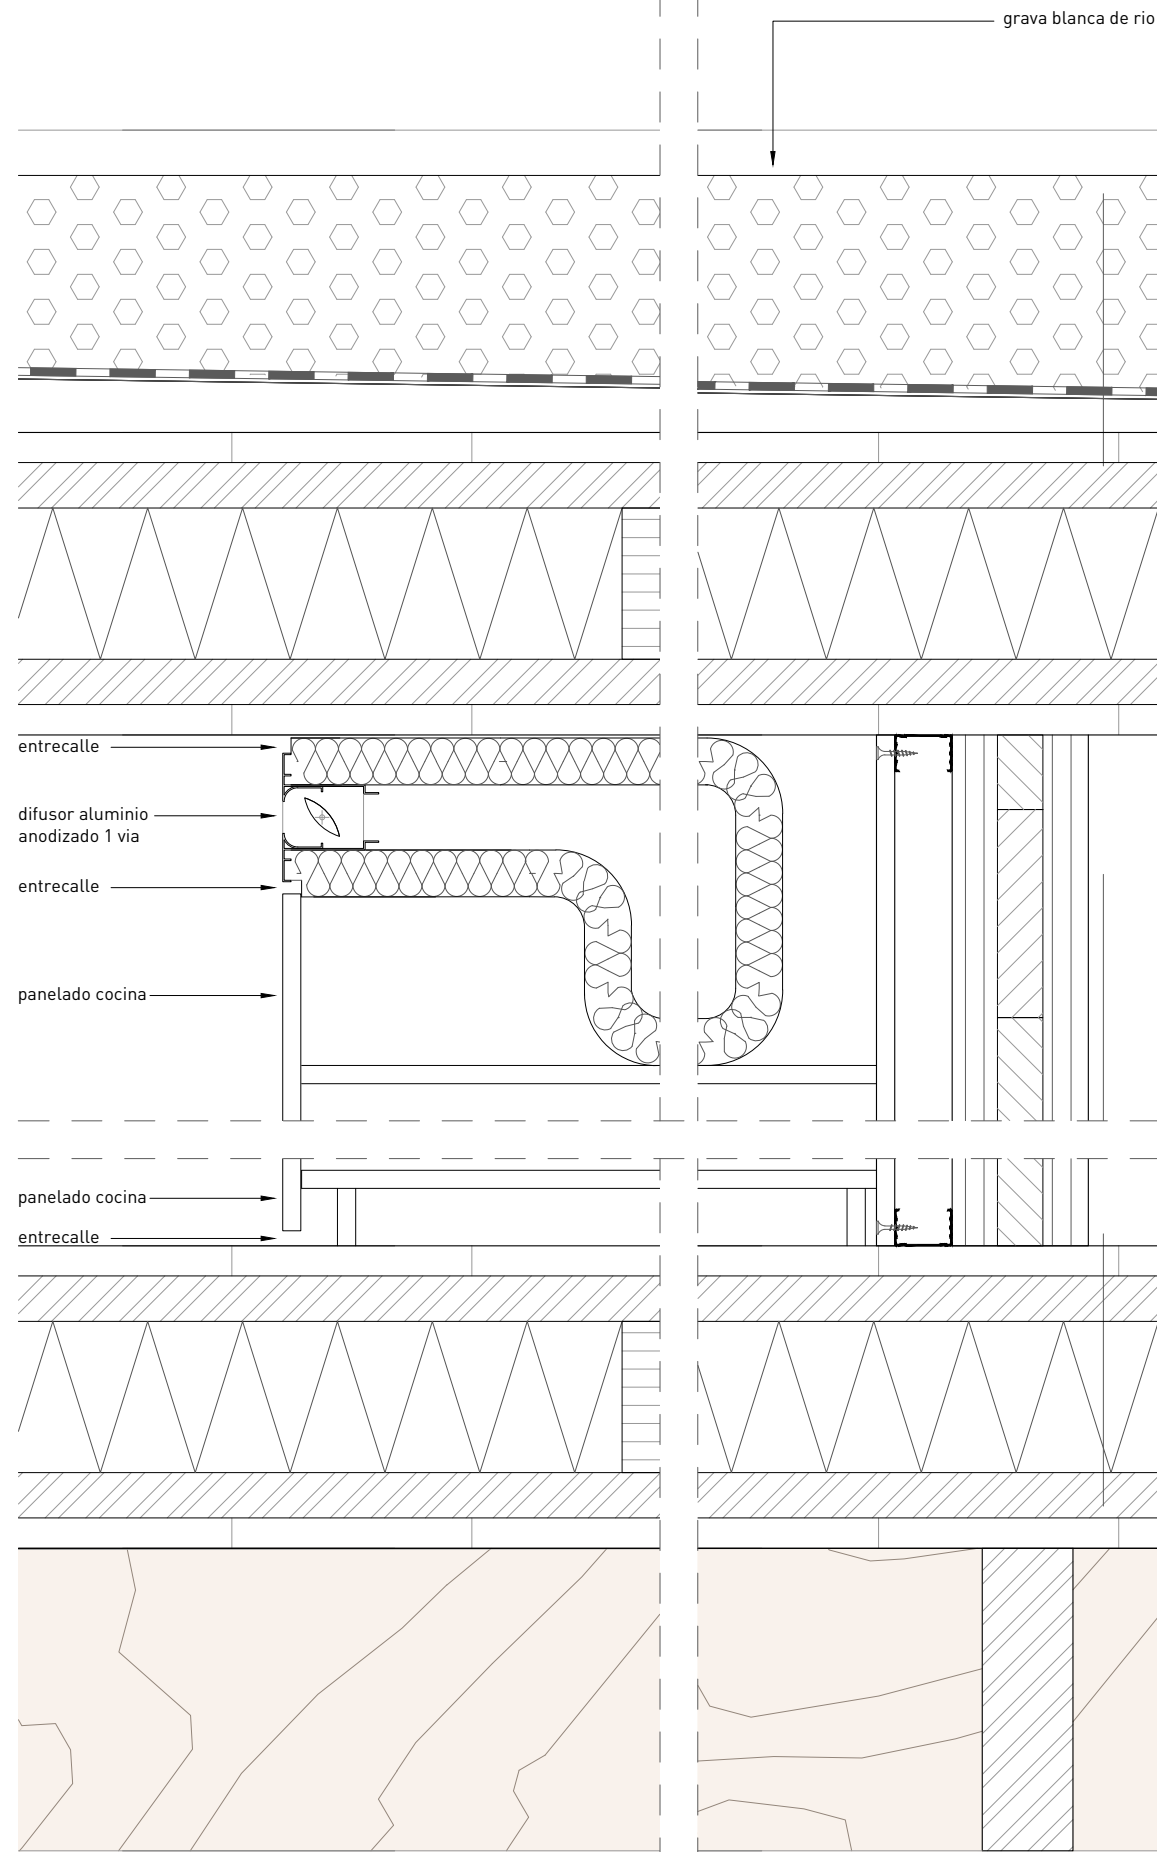 grava blanca de rio
entrecalle
difusor aluminio
anodizado 1 via
entrecalle
panelado cocina
panelado cocina
entrecalle